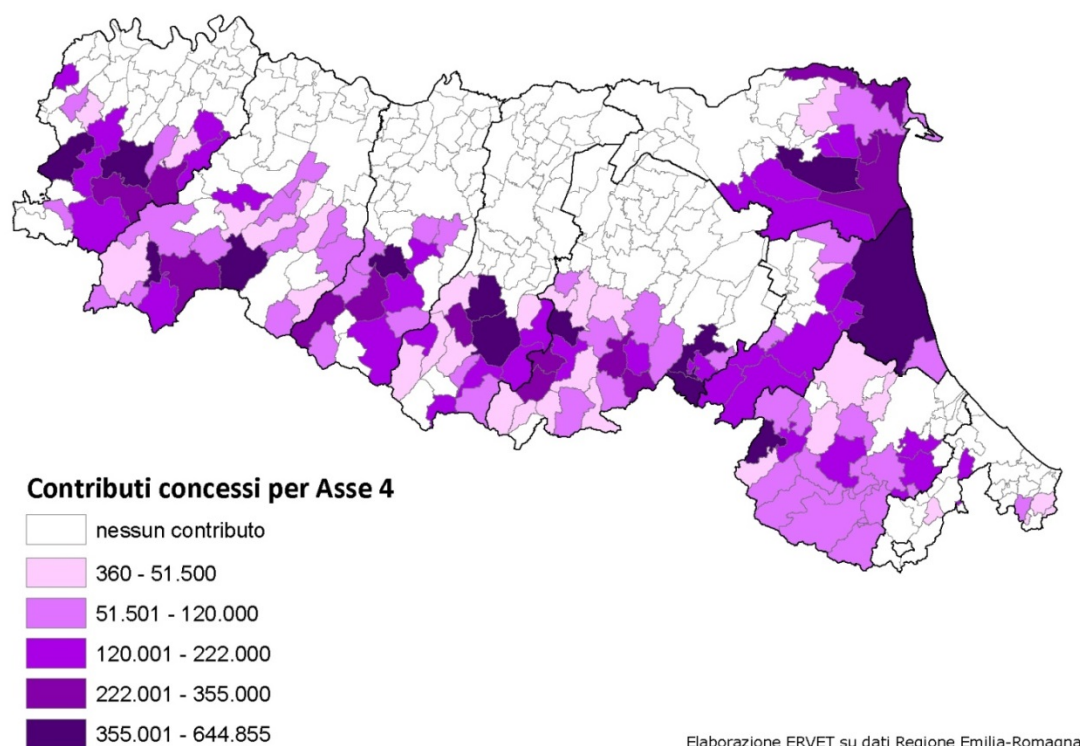 Contributi concessi per Asse 4
nessun contributo
360 - 51.500
51.501 - 120.000
120.001 - 222.000
222.001 - 355.000
355.001 - 644.855
Elaborazione ERVET su dati Regione Emilia-Romagna